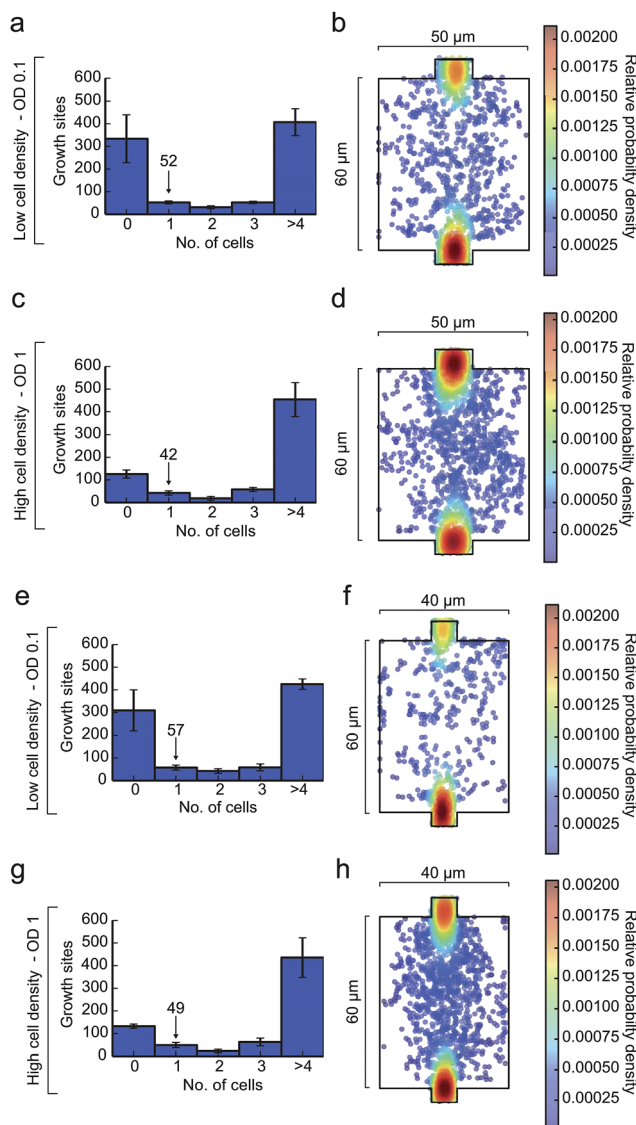 a
Low cell density - OD 0.1
Growth sites
600
500
400
300
200
100
0
52
0 1 2 3 >4
No. of cells
b
50 μm
60 μm
0.00200
0.00175
0.00150
0.00125
0.00100
0.00075
0.00050
0.00025
Relative probabilty density
c
High cell density - OD 1
Growth sites
600
500
400
300
200
100
0
42
0 1 2 3 >4
No. of cells
d
50 μm
60 μm
0.00200
0.00175
0.00150
0.00125
0.00100
0.00075
0.00050
0.00025
Relative probabilty density
e
Low cell density - OD 0.1
Growth sites
600
500
400
300
200
100
0
57
0 1 2 3 >4
No. of cells
f
40 μm
60 μm
0.00200
0.00175
0.00150
0.00125
0.00100
0.00075
0.00050
0.00025
Relative probabilty density
g
High cell density - OD 1
Growth sites
600
500
400
300
200
100
0
49
0 1 2 3 >4
No. of cells
h
40 μm
60 μm
0.00200
0.00175
0.00150
0.00125
0.00100
0.00075
0.00050
0.00025
Relative probabilty density